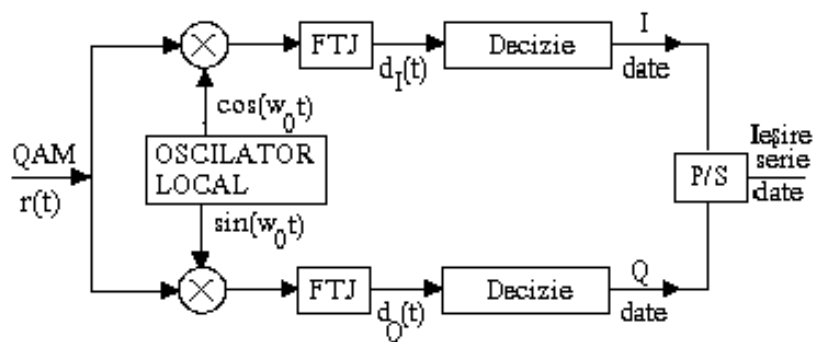 FTJ
d_I(t)
Decizie
I
date
cos(w_0t)
QAM
r(t)
OSCILATOR
LOCAL
P/S
Ieşire
serie
date
sin(w_0t)
FTJ
d_Q(t)
Decizie
Q
date